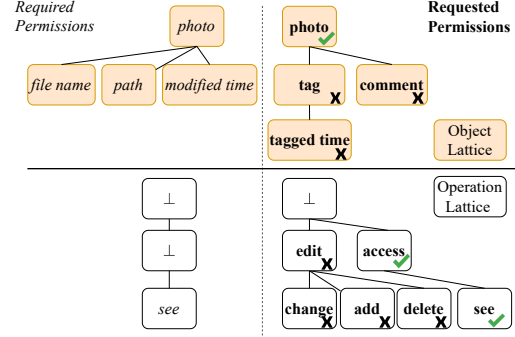 Required
Permissions
photo
file name
path
modified time
photo
tag
comment
tagged time
Requested
Permissions
Object
Lattice
⊥
⊥
see
⊥
edit
access
change
add
delete
see
Operation
Lattice